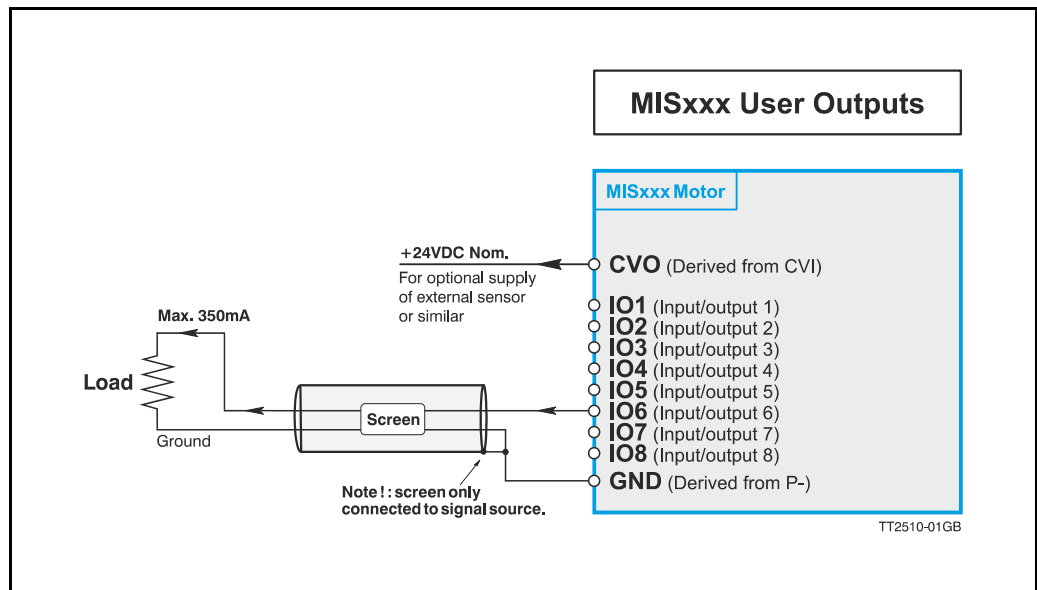 MISxxx User Outputs
MISxxx Motor
+24VDC Nom.
For optional supply
of external sensor
or similar
CVO (Derived from CVI)
IO1 (Input/output 1)
IO2 (Input/output 2)
IO3 (Input/output 3)
IO4 (Input/output 4)
IO5 (Input/output 5)
IO6 (Input/output 6)
IO7 (Input/output 7)
IO8 (Input/output 8)
GND (Derived from P-)
Max. 350mA
Load
Screen
Ground
Note!: screen only
connected to signal source.
TT2510-01GB